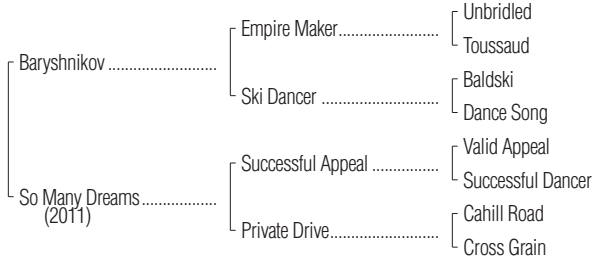 Unbridled
Empire Maker
Toussaud
Baryshnikov
Baldski
Ski Dancer
Dance Song
Valid Appeal
Successful Appeal
Successful Dancer
So Many Dreams
(2011)
Cahill Road
Private Drive
Cross Grain